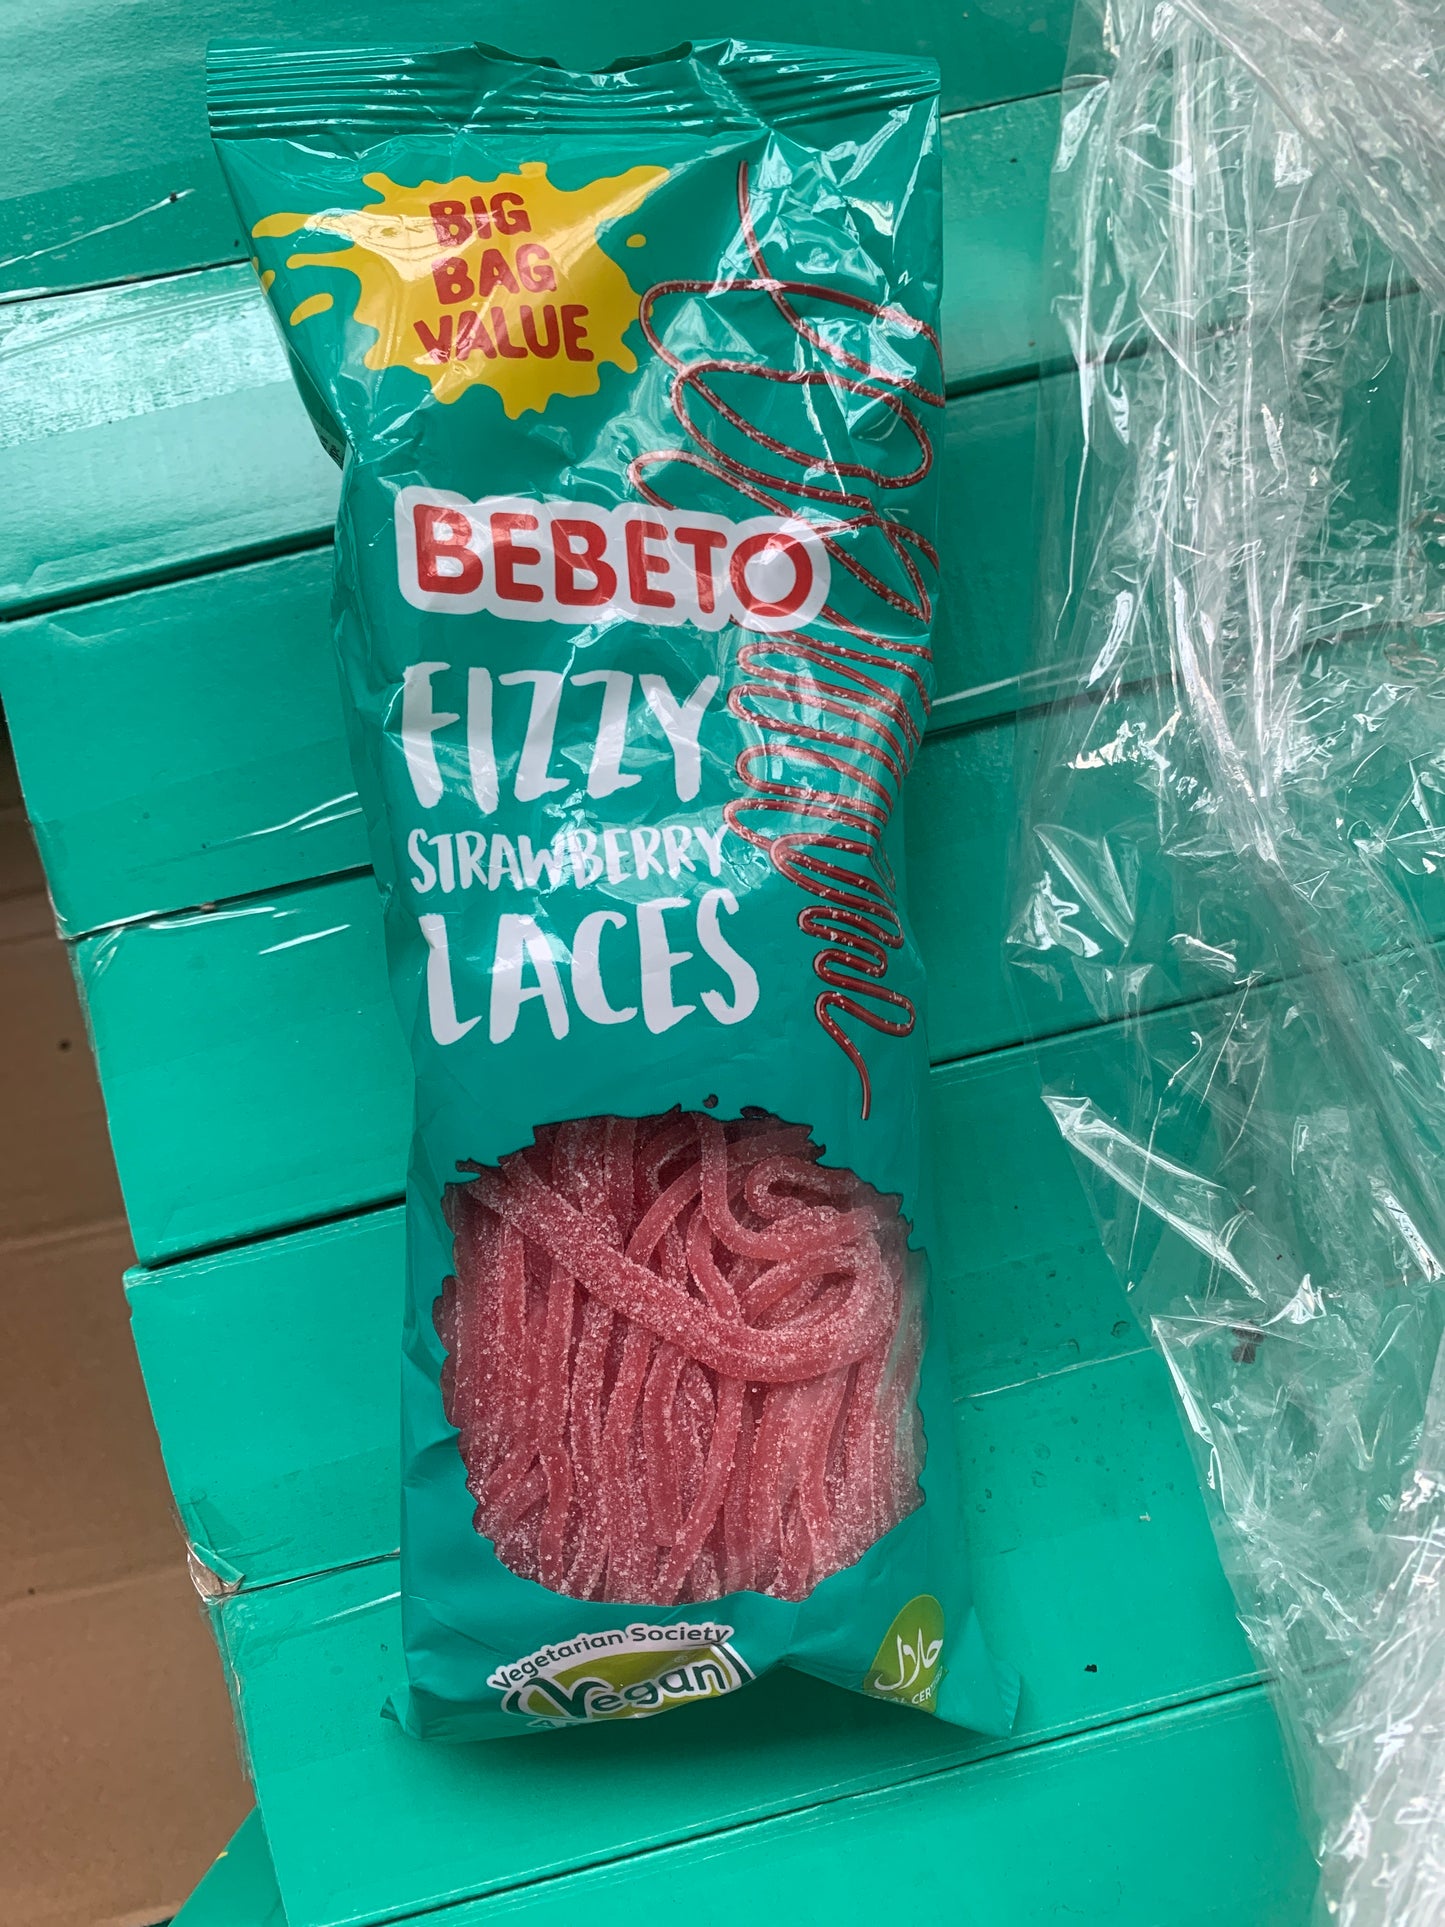 BIG
BAG
VALUE
BEBETO
FIZZY
STRAWBERRY
LACES
Vegetarian Society
Vegan
حلال